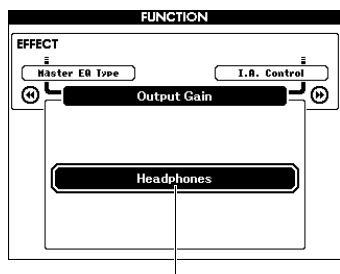 FUNCTION
EFFECT
Master EQ Type
I.A. Control
Output Gain
Headphones